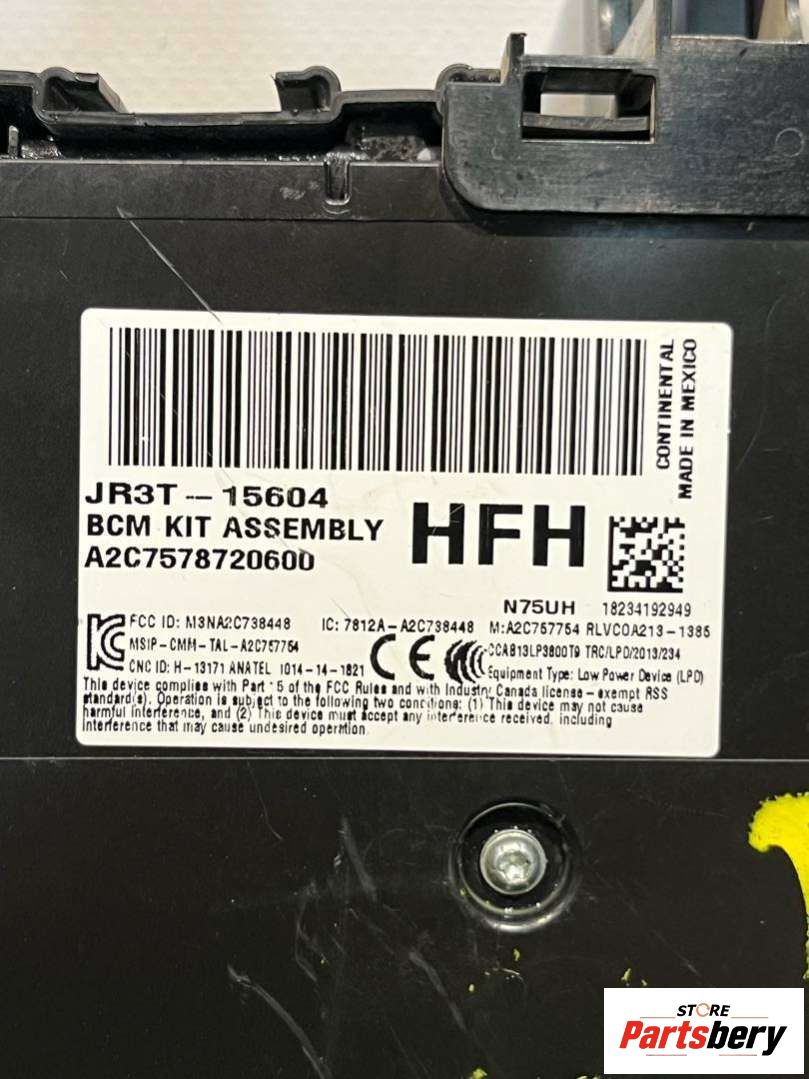 CONTINENTAL
MADE IN MEXICO
JR3T--15604
BCM KIT ASSEMBLY
A2C7578720600
HFH
N75UH 18234192949
FCC ID: M3NA2C738448 IC: 7812A-A2C738448 M:A2C757754 RLVCOA213-1385
MSIP-CMM-TAL-A2C757754
CCAB13LP3800T9 TRC/LPD/2013/234
CNC ID: H-13171 ANATEL 1014-14-1821
Equipment Type: Low Power Device (LPD)
This device complies with Part 15 of the FCC Rules and with Industry Canada license-exempt RSS
standard(s). Operation is subject to the following two conditions: (1) This device may not cause
harmful interference, and (2) This device must accept any interference received, including
interference that may cause undesired operation.
STORE
Partsbery